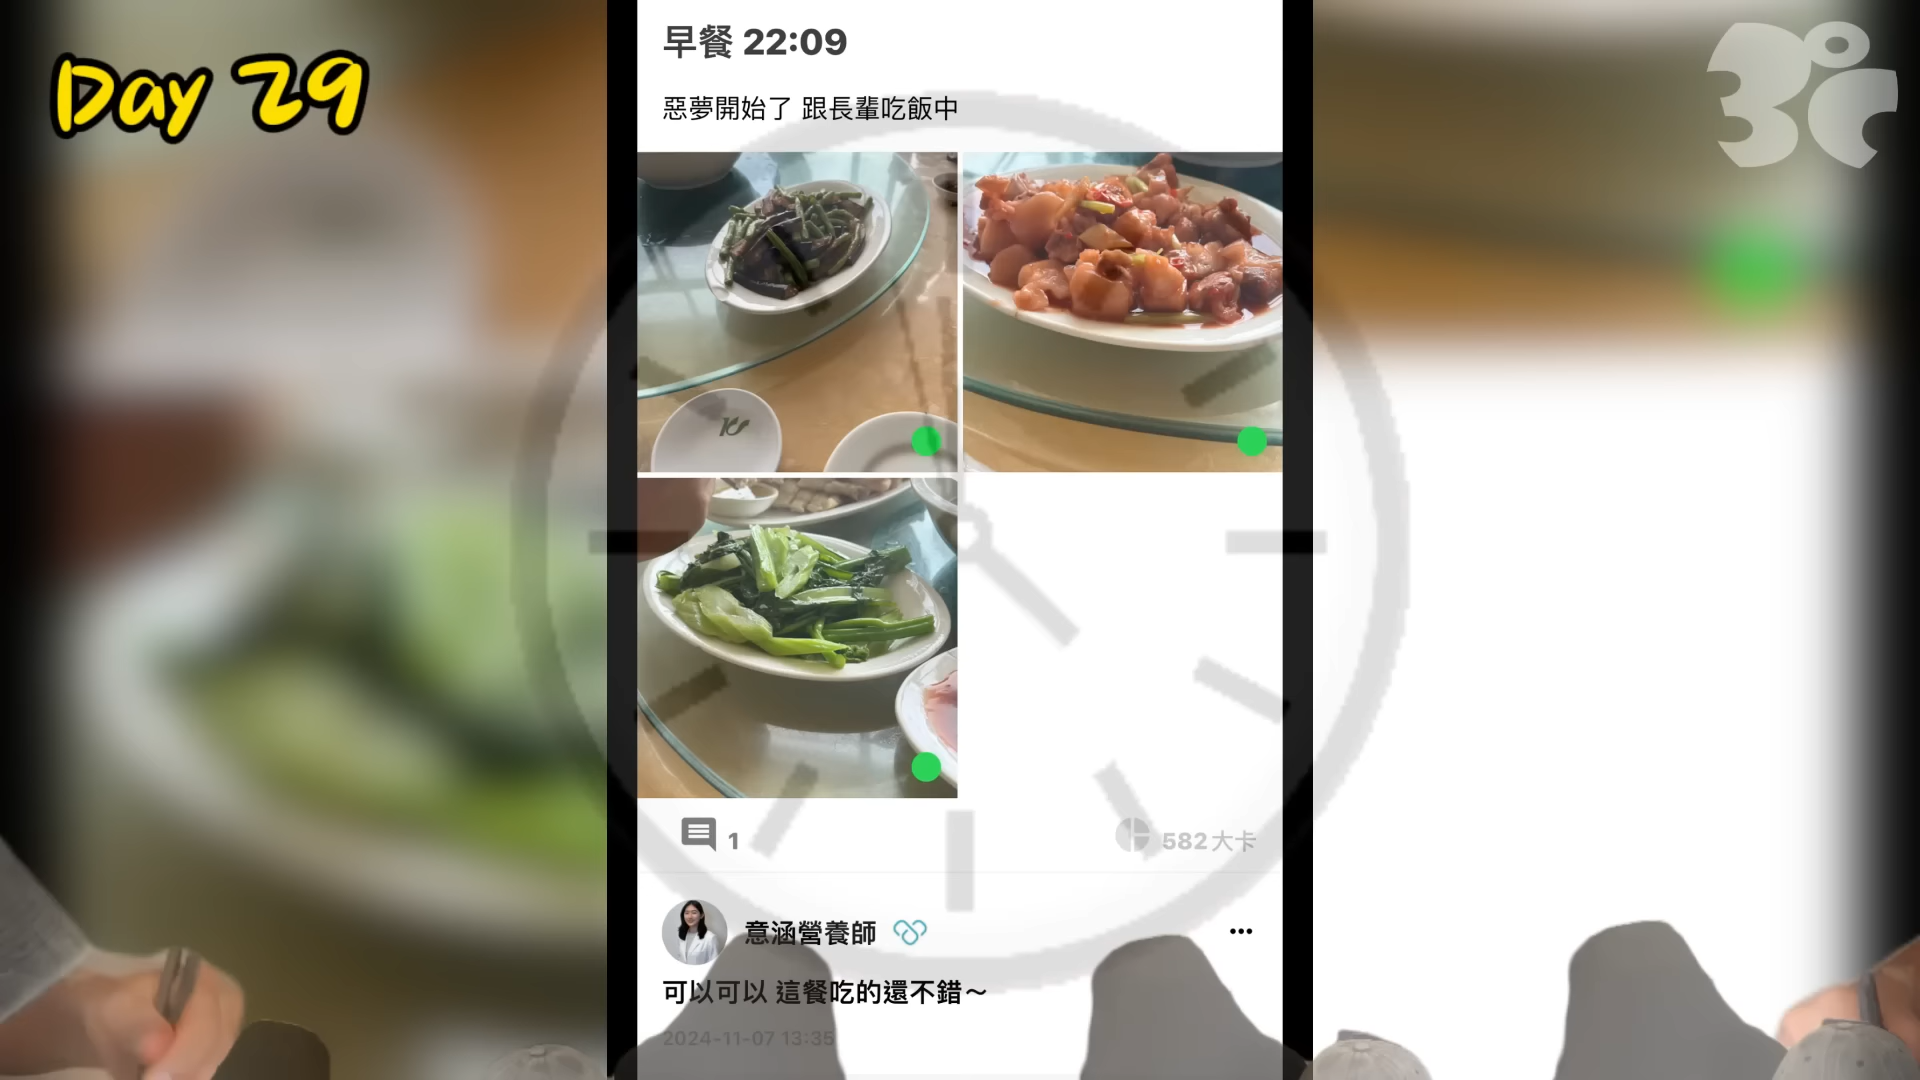 Day 29
早餐 22:09
惡夢開始了 跟長輩吃飯中
1
582大卡
意涵營養師
可以可以 這餐吃的還不錯～
2024-11-07 13:35